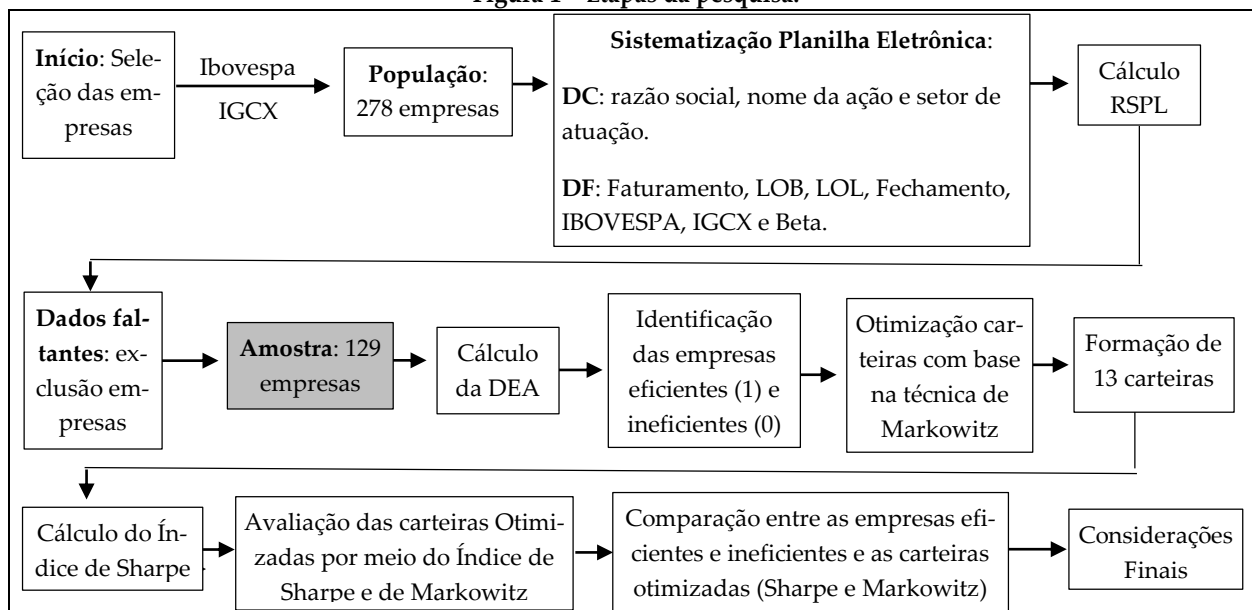 Figura 1 – Etapas da pesquisa.
Início: Sele-
ção das em-
presas
Ibovespa
IGCX
População:
278 empresas
Sistematização Planilha Eletrônica:
DC: razão social, nome da ação e setor de
atuação.
DF: Faturamento, LOB, LOL, Fechamento,
IBOVESPA, IGCX e Beta.
Cálculo
RSPL
Dados fal-
tantes: ex-
clusão em-
presas
Amostra: 129
empresas
Cálculo
da DEA
Identificação
das empresas
eficientes (1) e
ineficientes (0)
Otimização car-
teiras com base
na técnica de
Markowitz
Formação de
13 carteiras
Cálculo do Ín-
dice de Sharpe
Avaliação das carteiras Otimi-
zadas por meio do Índice de
Sharpe e de Markowitz
Comparação entre as empresas efi-
cientes e ineficientes e as carteiras
otimizadas (Sharpe e Markowitz)
Considerações
Finais